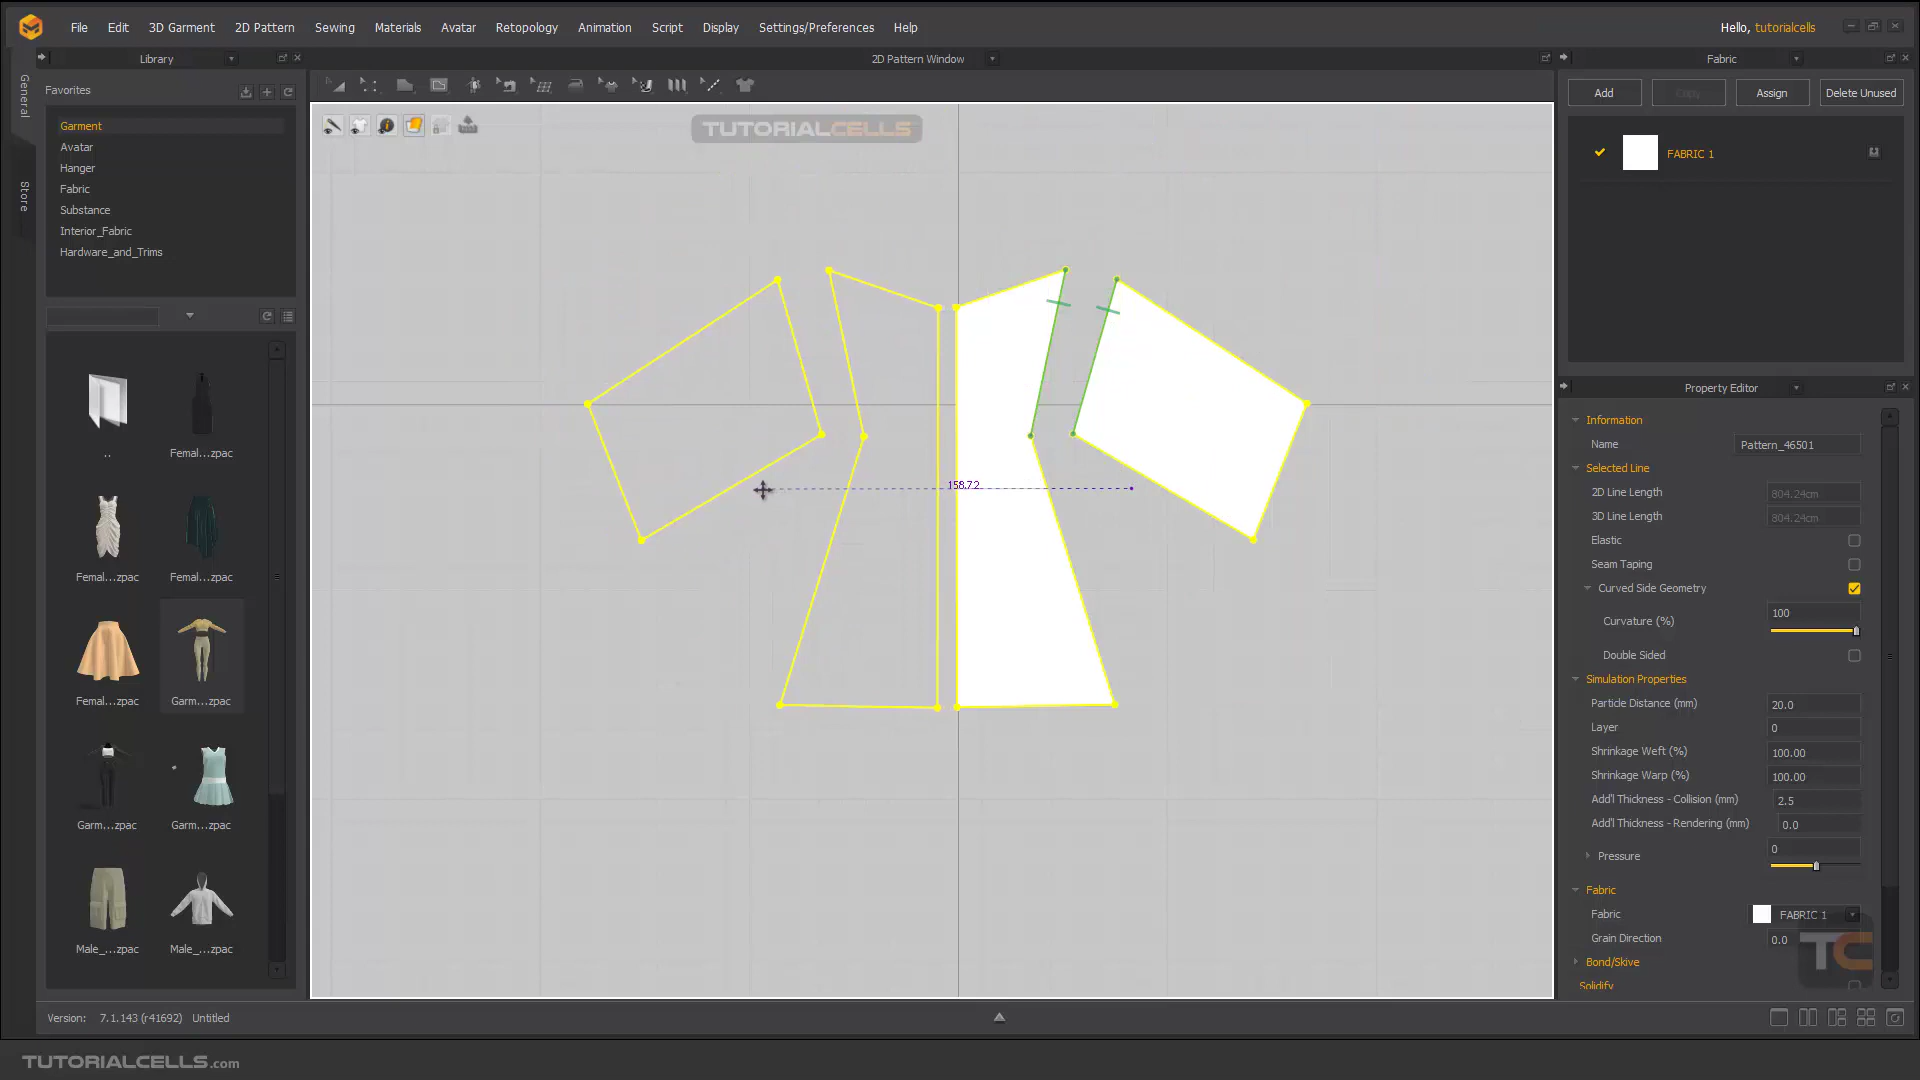 File Edit 3D Garment 2D Pattern Sewing Materials Avatar Retopology Animation Script Display Settings/Preferences Help
Hello, tutorialcells
Library
2D Pattern Window
Fabric
General
Store
Favorites
Garment
Avatar
Hanger
Fabric
Substance
Interior_Fabric
Hardware_and_Trims
..
Femal...zpac
Femal...zpac
Femal...zpac
Femal...zpac
Garm...zpac
Garm...zpac
Garm...zpac
Male_...zpac
Male_...zpac
TUTORIALCELLS
158.7.2
Add Copy Assign Delete Unused
FABRIC 1
Property Editor
Information
Name Pattern_46501
Selected Line
2D Line Length 804.24cm
3D Line Length 804.24cm
Elastic
Seam Taping
Curved Side Geometry
Curvature (%) 100
Double Sided
Simulation Properties
Particle Distance (mm) 20.0
Layer 0
Shrinkage Weft (%) 100.00
Shrinkage Warp (%) 100.00
Add'l Thickness - Collision (mm) 2.5
Add'l Thickness - Rendering (mm) 0.0
Pressure 0
Fabric
Fabric FABRIC 1
Grain Direction 0.0
Bond/Skive
Solidify
TC
Version: 7.1.143 (r41692) Untitled
TUTORIALCELLS.com